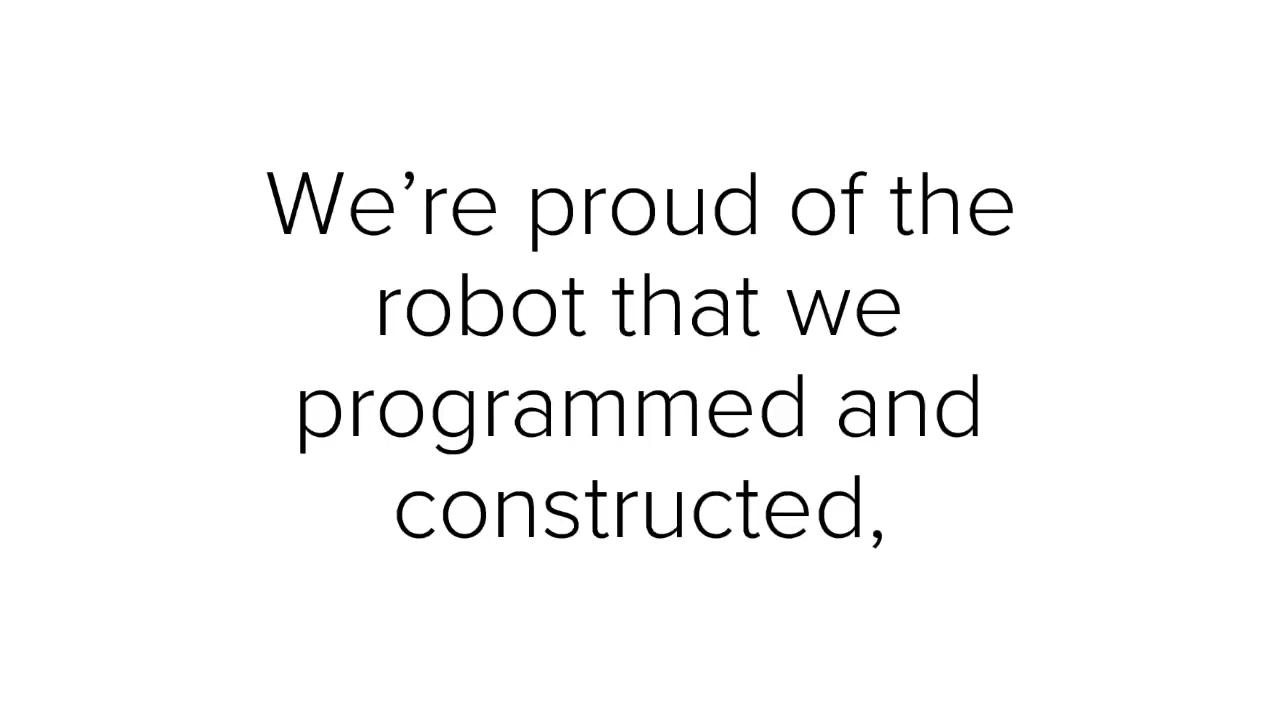 We’re proud of the
robot that we
programmed and
constructed,